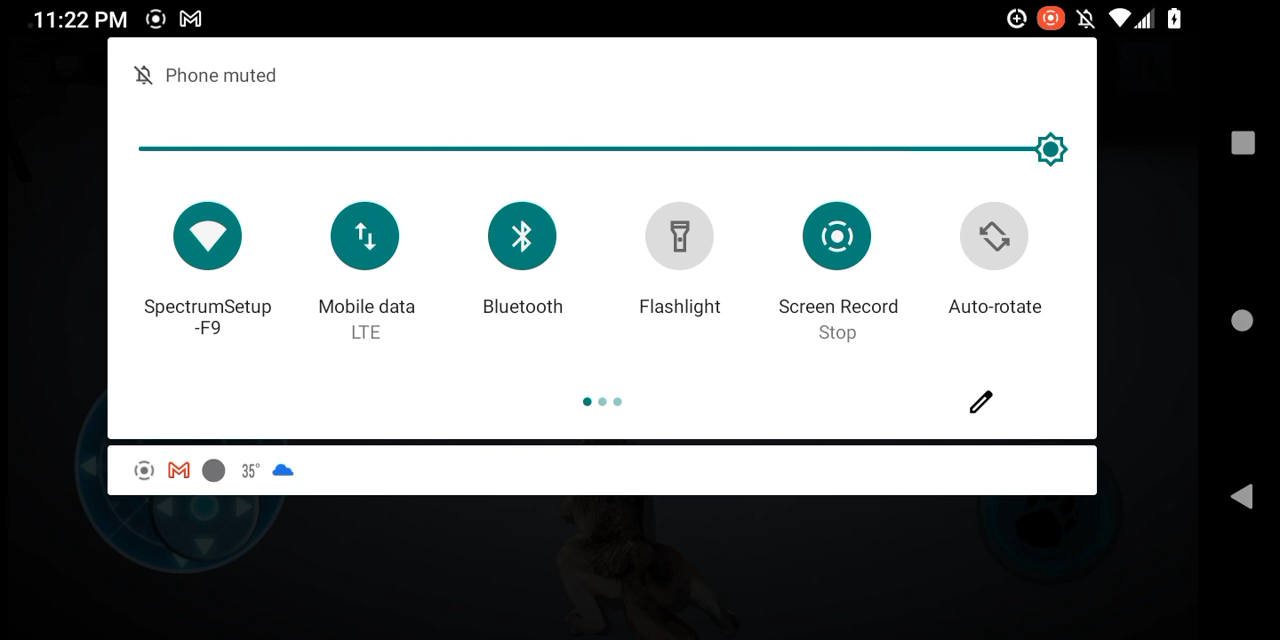 11:22 PM
Phone muted
SpectrumSetup
-F9
Mobile data
LTE
Bluetooth
Flashlight
Screen Record
Stop
Auto-rotate
35°